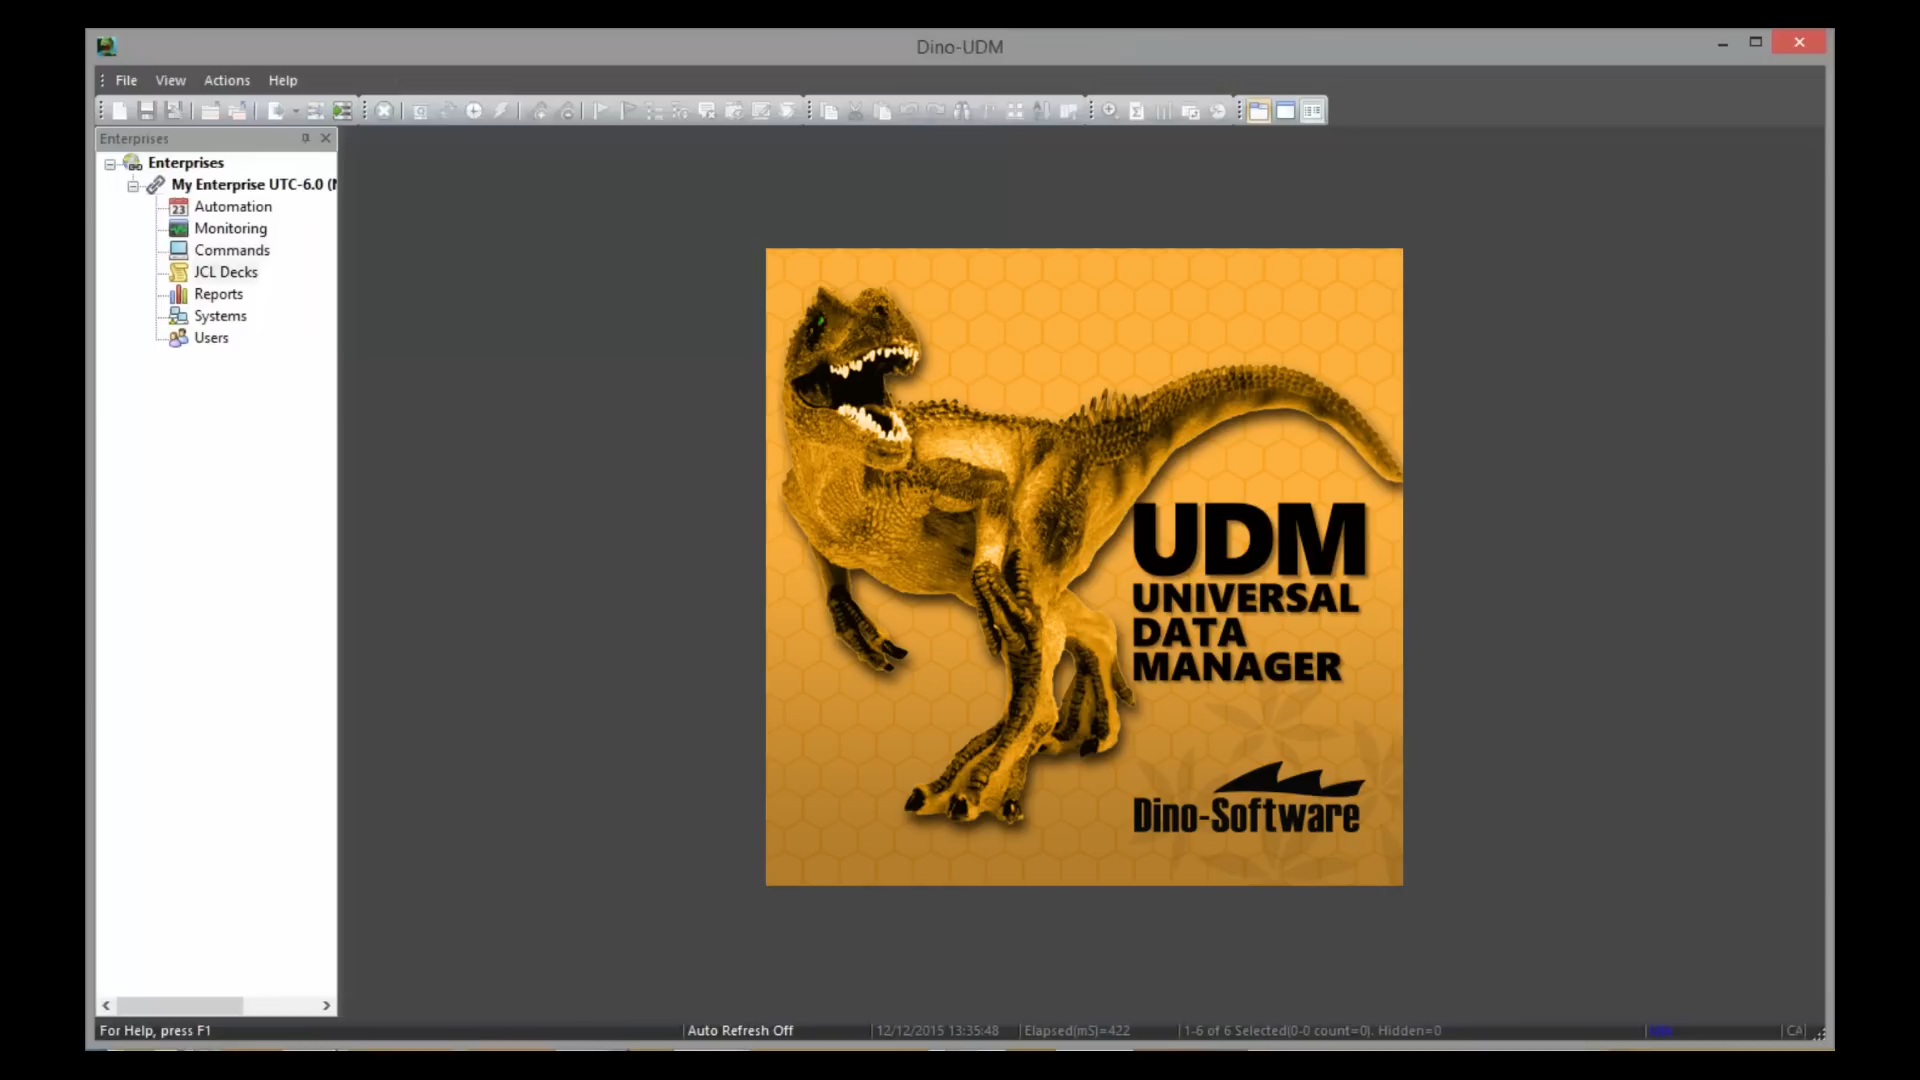 Dino-UDM
File View Actions Help
Enterprises
Enterprises
My Enterprise UTC-6.0 (
23 Automation
Monitoring
Commands
JCL Decks
Reports
Systems
Users
UDM
UNIVERSAL
DATA
MANAGER
Dino-Software
For Help, press F1
Auto Refresh Off
12/12/2015 13:35:48
Elapsed(mS)=422
1-6 of 6 Selected(0-0 count=0). Hidden=0
CA